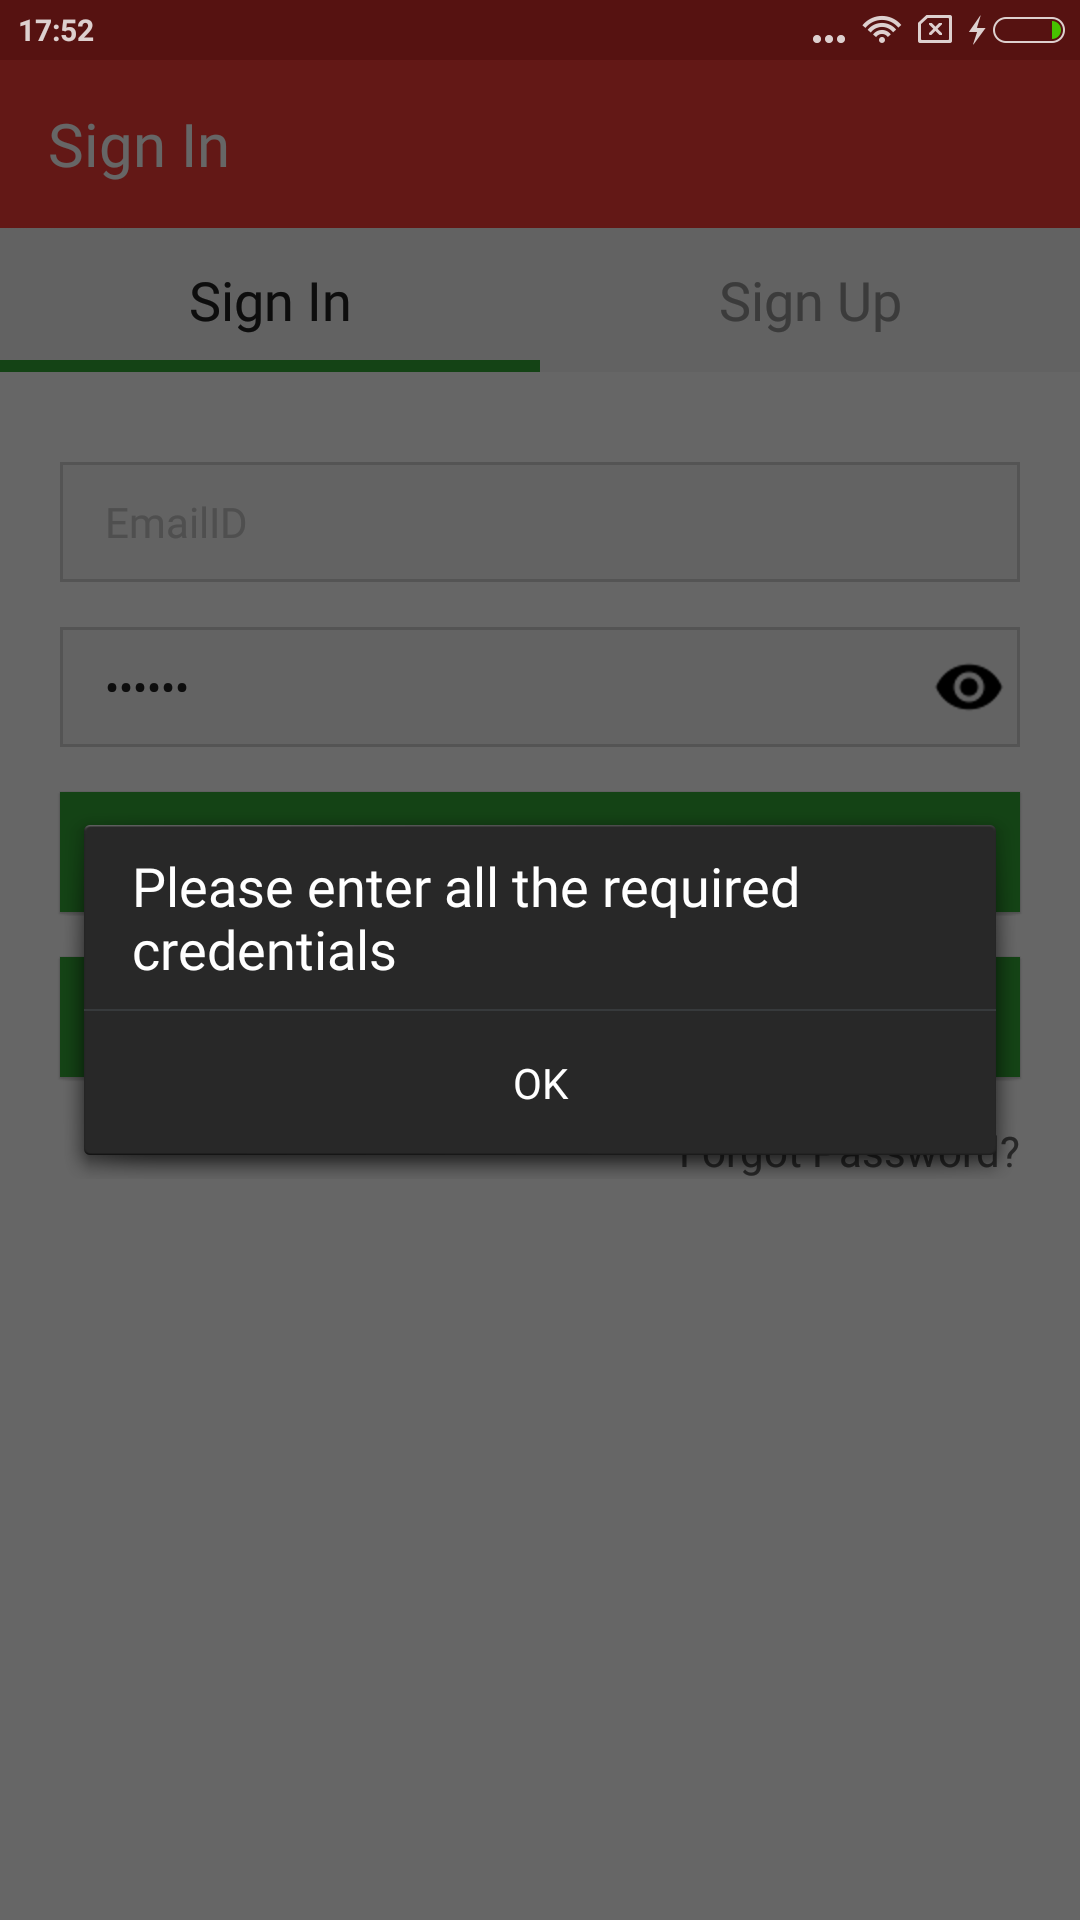 17:52
Sign In
Sign In
Sign Up
EmailID
••••••
Please enter all the required
credentials
OK
Forgot Password?